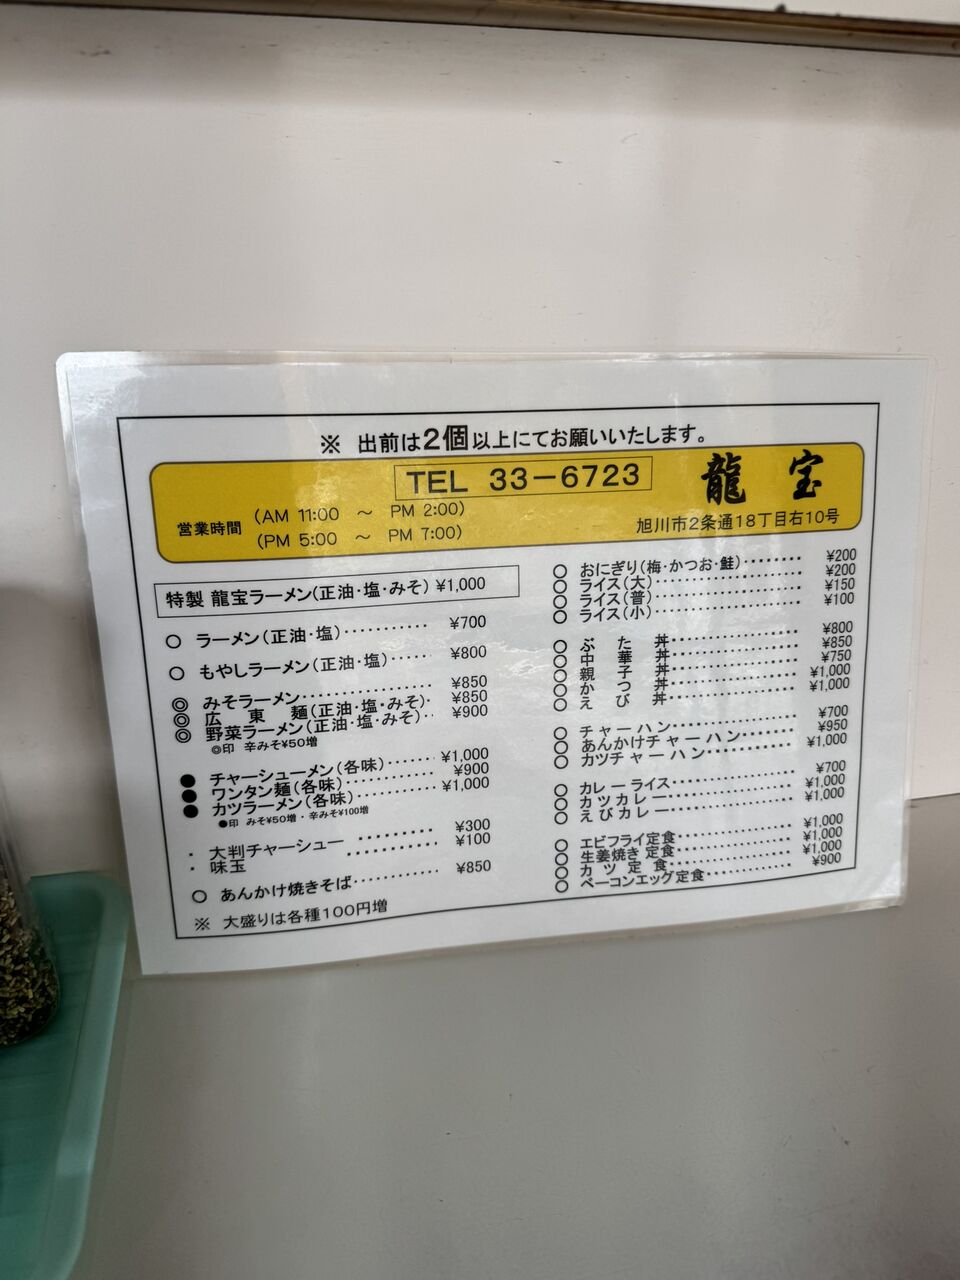 ※ 出前は2個以上にてお願いいたします。
TEL 33-6723
龍宝
営業時間 (AM 11:00 ～ PM 2:00)
(PM 5:00 ～ PM 7:00)
旭川市2条通18丁目右10号
特製 龍宝ラーメン(正油・塩・みそ) ¥1,000
○ ラーメン(正油・塩)………… ¥700
○ もやしラーメン(正油・塩)…… ¥800
◎ みそラーメン………………… ¥850
◎ 広東麺(正油・塩・みそ)… ¥850
◎ 野菜ラーメン(正油・塩・みそ)… ¥900
◎印 辛みそ¥50増
● チャーシューメン(各味)…… ¥1,000
● ワンタン麺(各味)………… ¥900
● カツラーメン(各味)………… ¥1,000
●印 みそ¥50増・辛みそ¥100増
・ 大判チャーシュー………… ¥300
・ 味玉………… ¥100
○ あんかけ焼きそば………… ¥850
※ 大盛りは各種100円増
○ おにぎり(梅・かつお・鮭)……… ¥200
○ ライス(大)………………… ¥200
○ ライス(普)………………… ¥150
○ ライス(小)………………… ¥100
○ ぶた丼………………… ¥800
○ 中華丼………………… ¥850
○ 親子丼………………… ¥750
○ かつ丼………………… ¥1,000
○ えび丼………………… ¥1,000
○ チャーハン………………… ¥700
○ あんかけチャーハン………… ¥950
○ カツチャーハン………………… ¥1,000
○ カレーライス………………… ¥700
○ カツカレー………………… ¥1,000
○ えびカレー………………… ¥1,000
○ エビフライ定食……………… ¥1,000
○ 生姜焼き定食……………… ¥1,000
○ カツ定食………………… ¥1,000
○ ベーコンエッグ定食………… ¥900